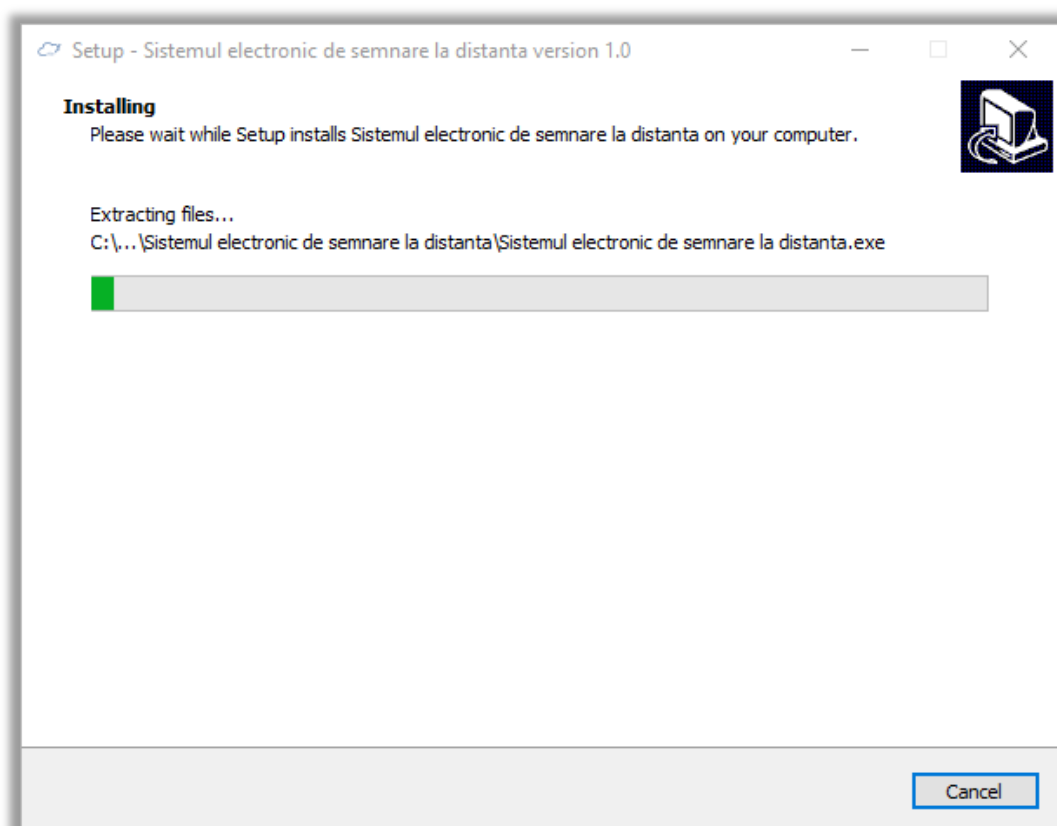 Setup - Sistemul electronic de semnare la distanta version 1.0
Installing
Please wait while Setup installs Sistemul electronic de semnare la distanta on your computer.
Extracting files...
C:\...\Sistemul electronic de semnare la distanta\Sistemul electronic de semnare la distanta.exe
Cancel